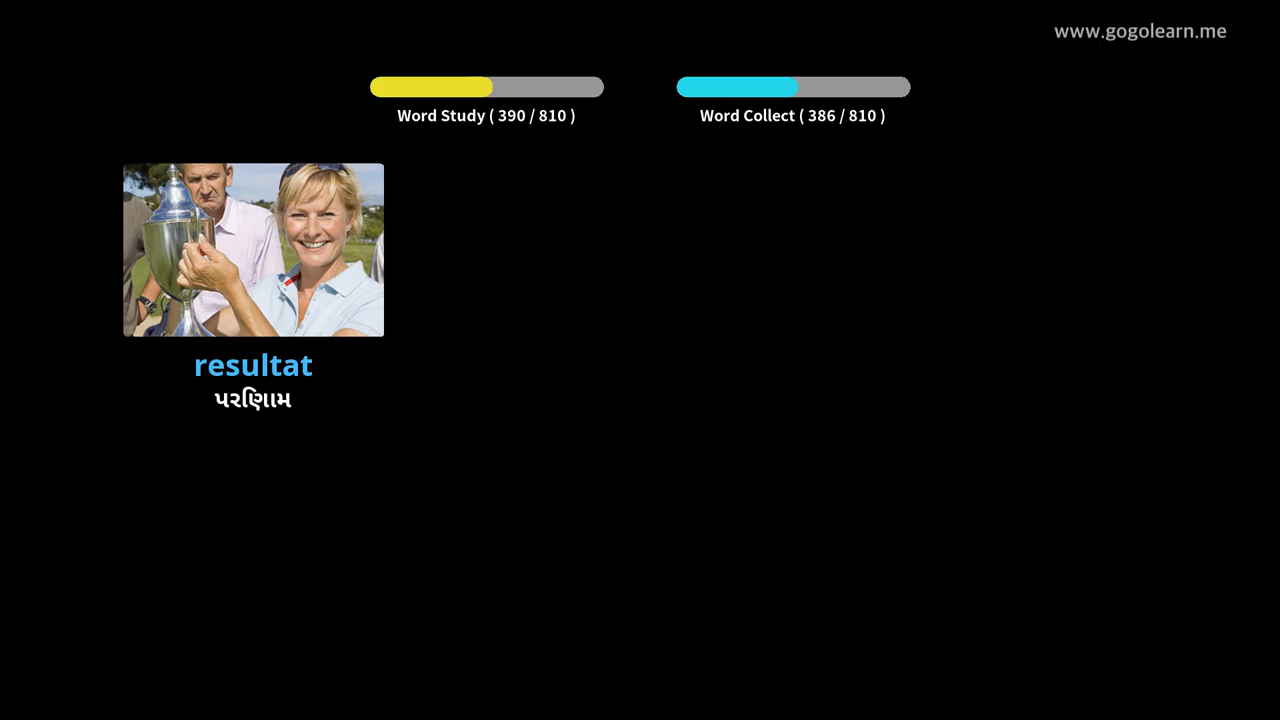 www.gogolearn.me
Word Study ( 390 / 810 )
Word Collect ( 386 / 810 )
resultat
પરિણામ